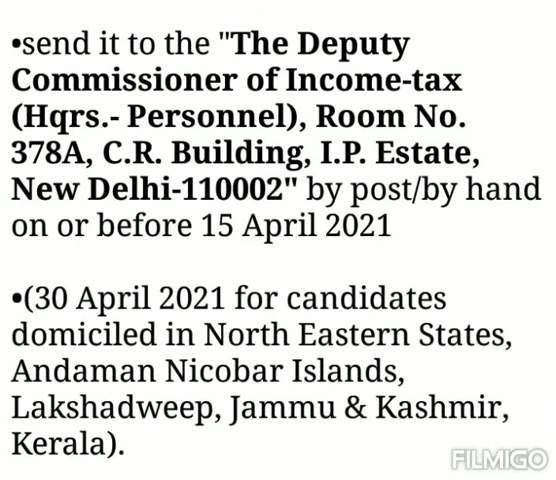 •send it to the "The Deputy
Commissioner of Income-tax
(Hqrs.- Personnel), Room No.
378A, C.R. Building, I.P. Estate,
New Delhi-110002" by post/by hand
on or before 15 April 2021
•(30 April 2021 for candidates
domiciled in North Eastern States,
Andaman Nicobar Islands,
Lakshadweep, Jammu & Kashmir,
Kerala).
FILMIGO